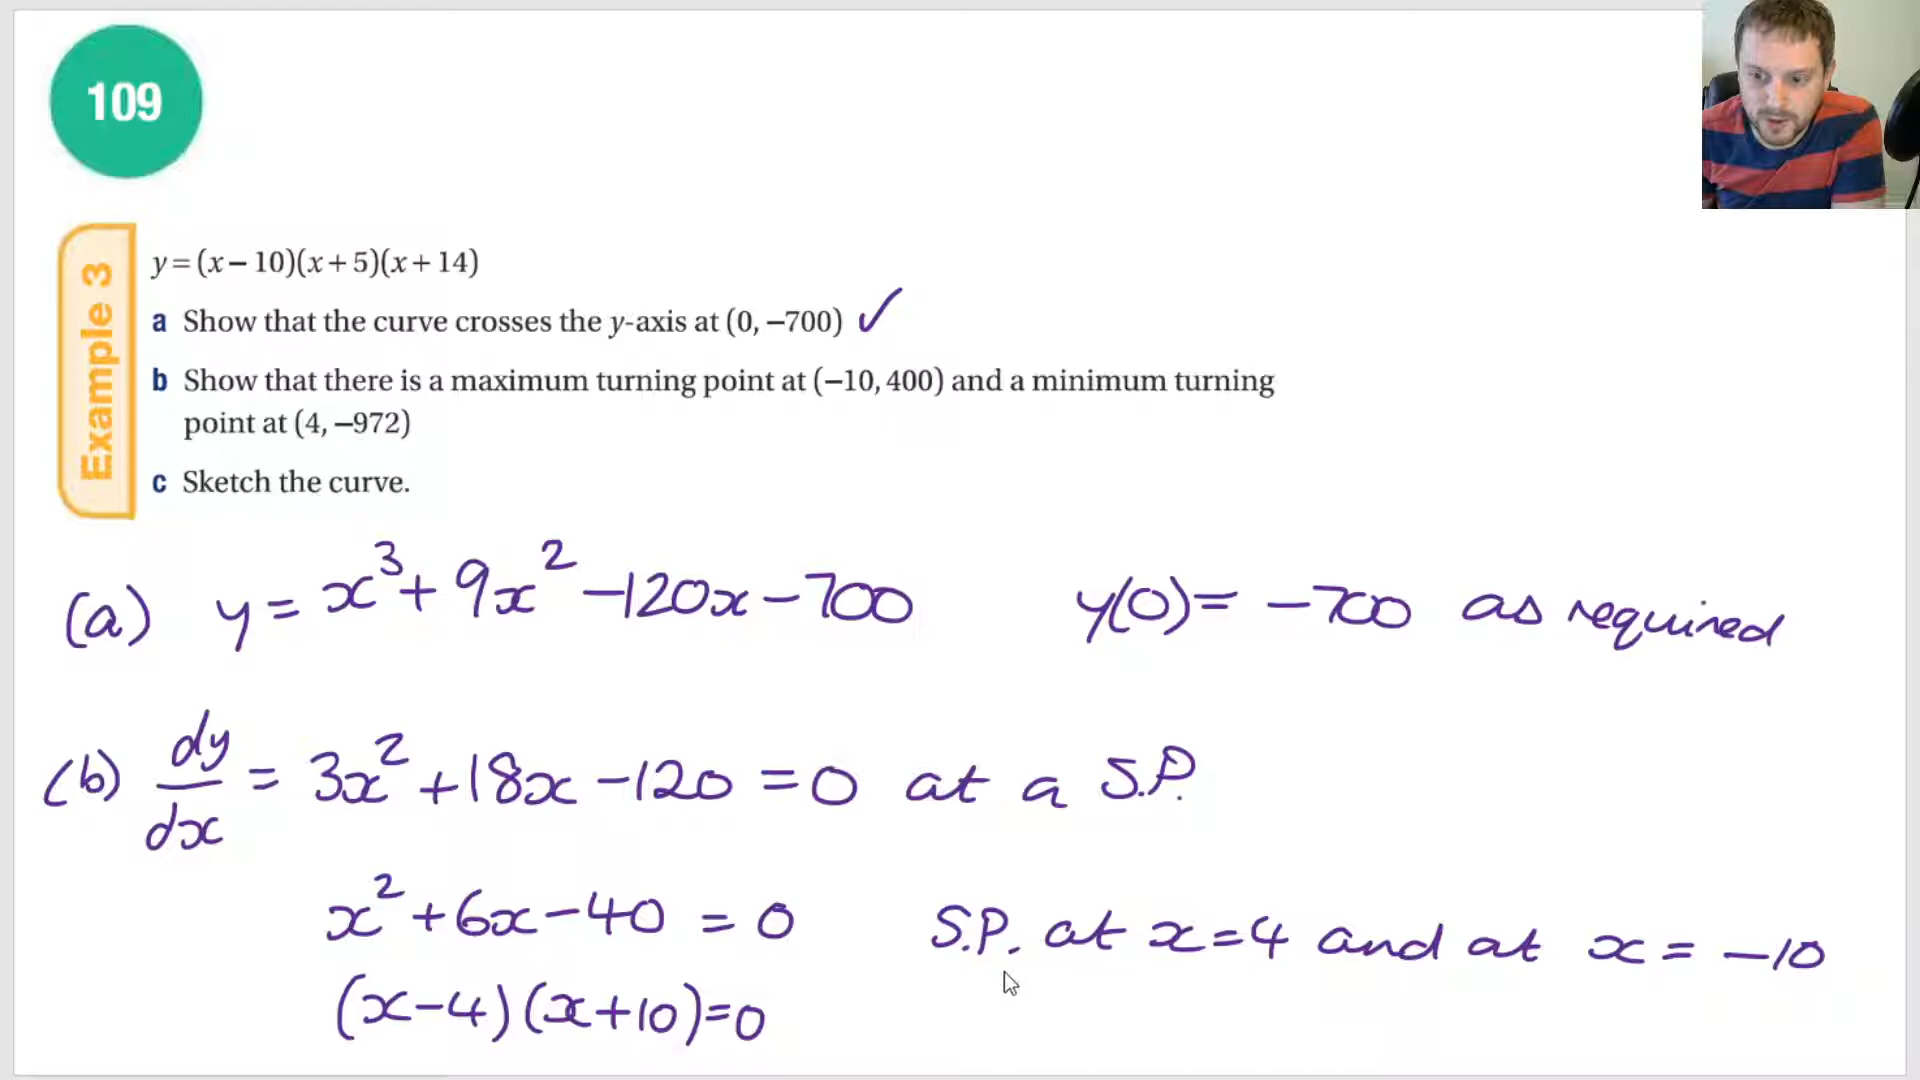 109
Example 3
y = (x − 10)(x + 5)(x + 14)
a Show that the curve crosses the y-axis at (0, −700) ✓
b Show that there is a maximum turning point at (−10, 400) and a minimum turning
point at (4, −972)
c Sketch the curve.
(a) y = x³ + 9x² − 120x − 700 y(0) = −700 as required
(b) dy/dx = 3x² + 18x − 120 = 0 at a S.P.
x² + 6x − 40 = 0 S.P. at x = 4 and at x = −10
(x − 4)(x + 10) = 0